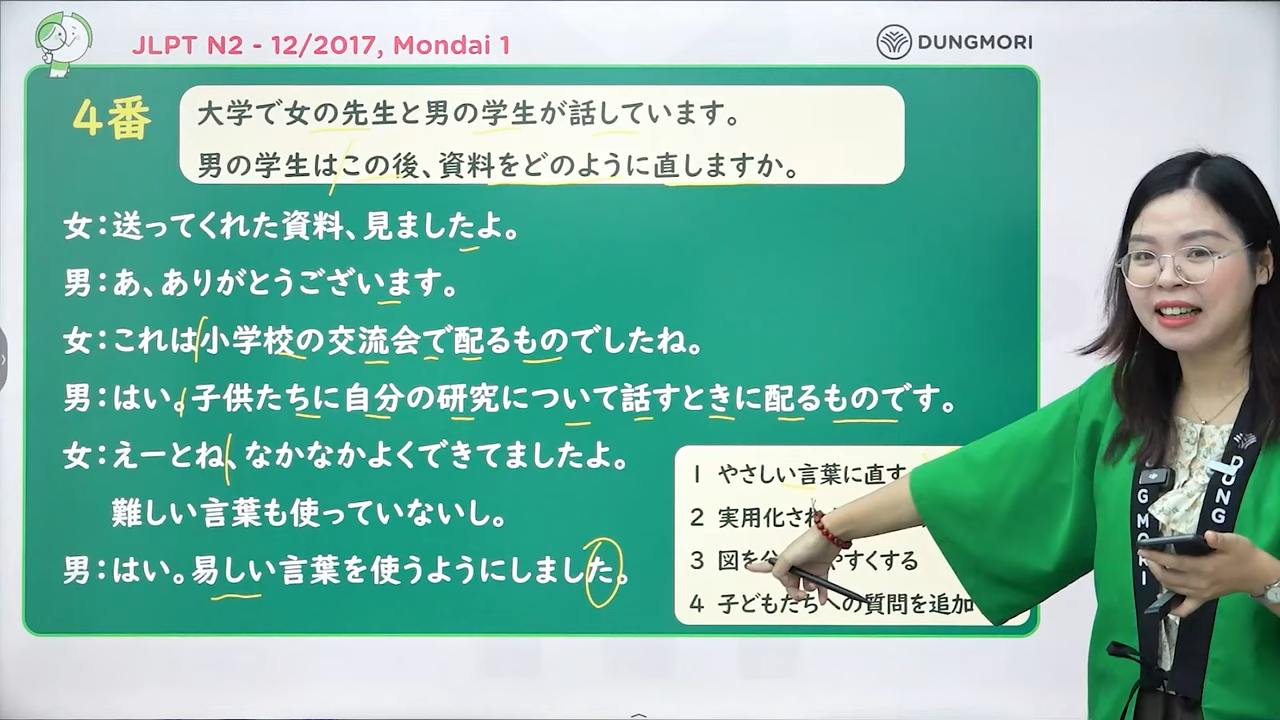 JLPT N2 - 12/2017, Mondai 1
DUNGMORI
4番
大学で女の先生と男の学生が話しています。
男の学生はこの後、資料をどのように直しますか。
女：送ってくれた資料、見ましたよ。
男：あ、ありがとうございます。
女：これは小学校の交流会で配るものでしたね。
男：はい。子供たちに自分の研究について話すときに配るものです。
女：えーとね、なかなかよくできてましたよ。
難しい言葉も使っていないし。
男：はい。易しい言葉を使うようにしました。
1 やさしい言葉に直す
2 実用化され
3 図を やすくする
4 子どもたちへの質問を追加
DUNG
GMORI